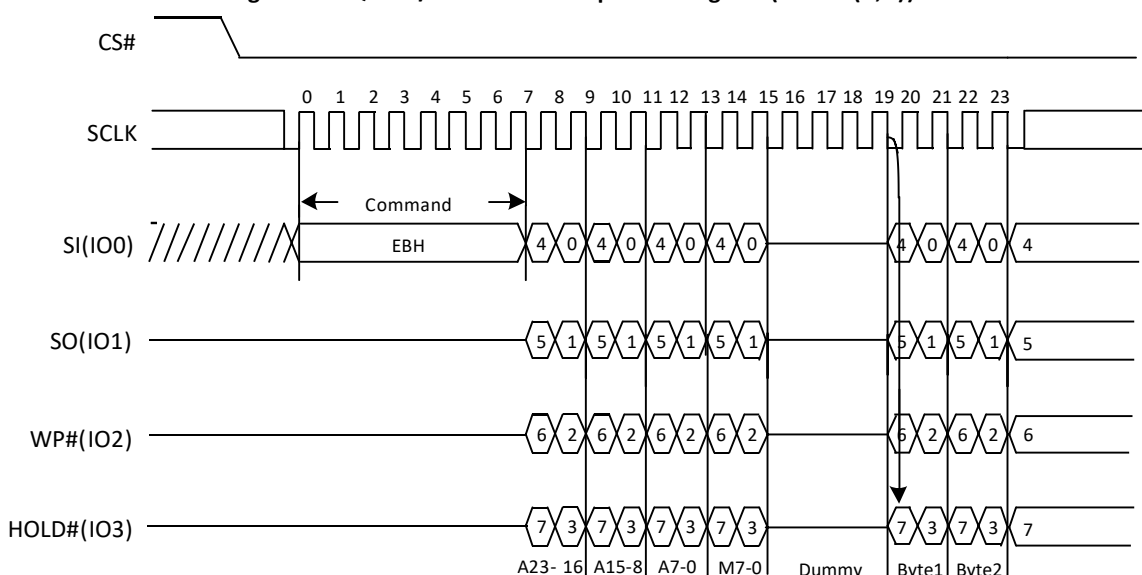 CS#
0 1 2 3 4 5 6 7 8 9 10 11 12 13 14 15 16 17 18 19 20 21 22 23
SCLK
Command
SI(IO0) EBH 4 0 4 0 4 0 4 0 4 0 4 0 4
SO(IO1) 5 1 5 1 5 1 5 1 5 1 5 1 5
WP#(IO2) 6 2 6 2 6 2 6 2 6 2 6 2 6
HOLD#(IO3) 7 3 7 3 7 3 7 3 7 3 7 3 7
A23- 16 A15-8 A7-0 M7-0 Dummy Byte1 Byte2